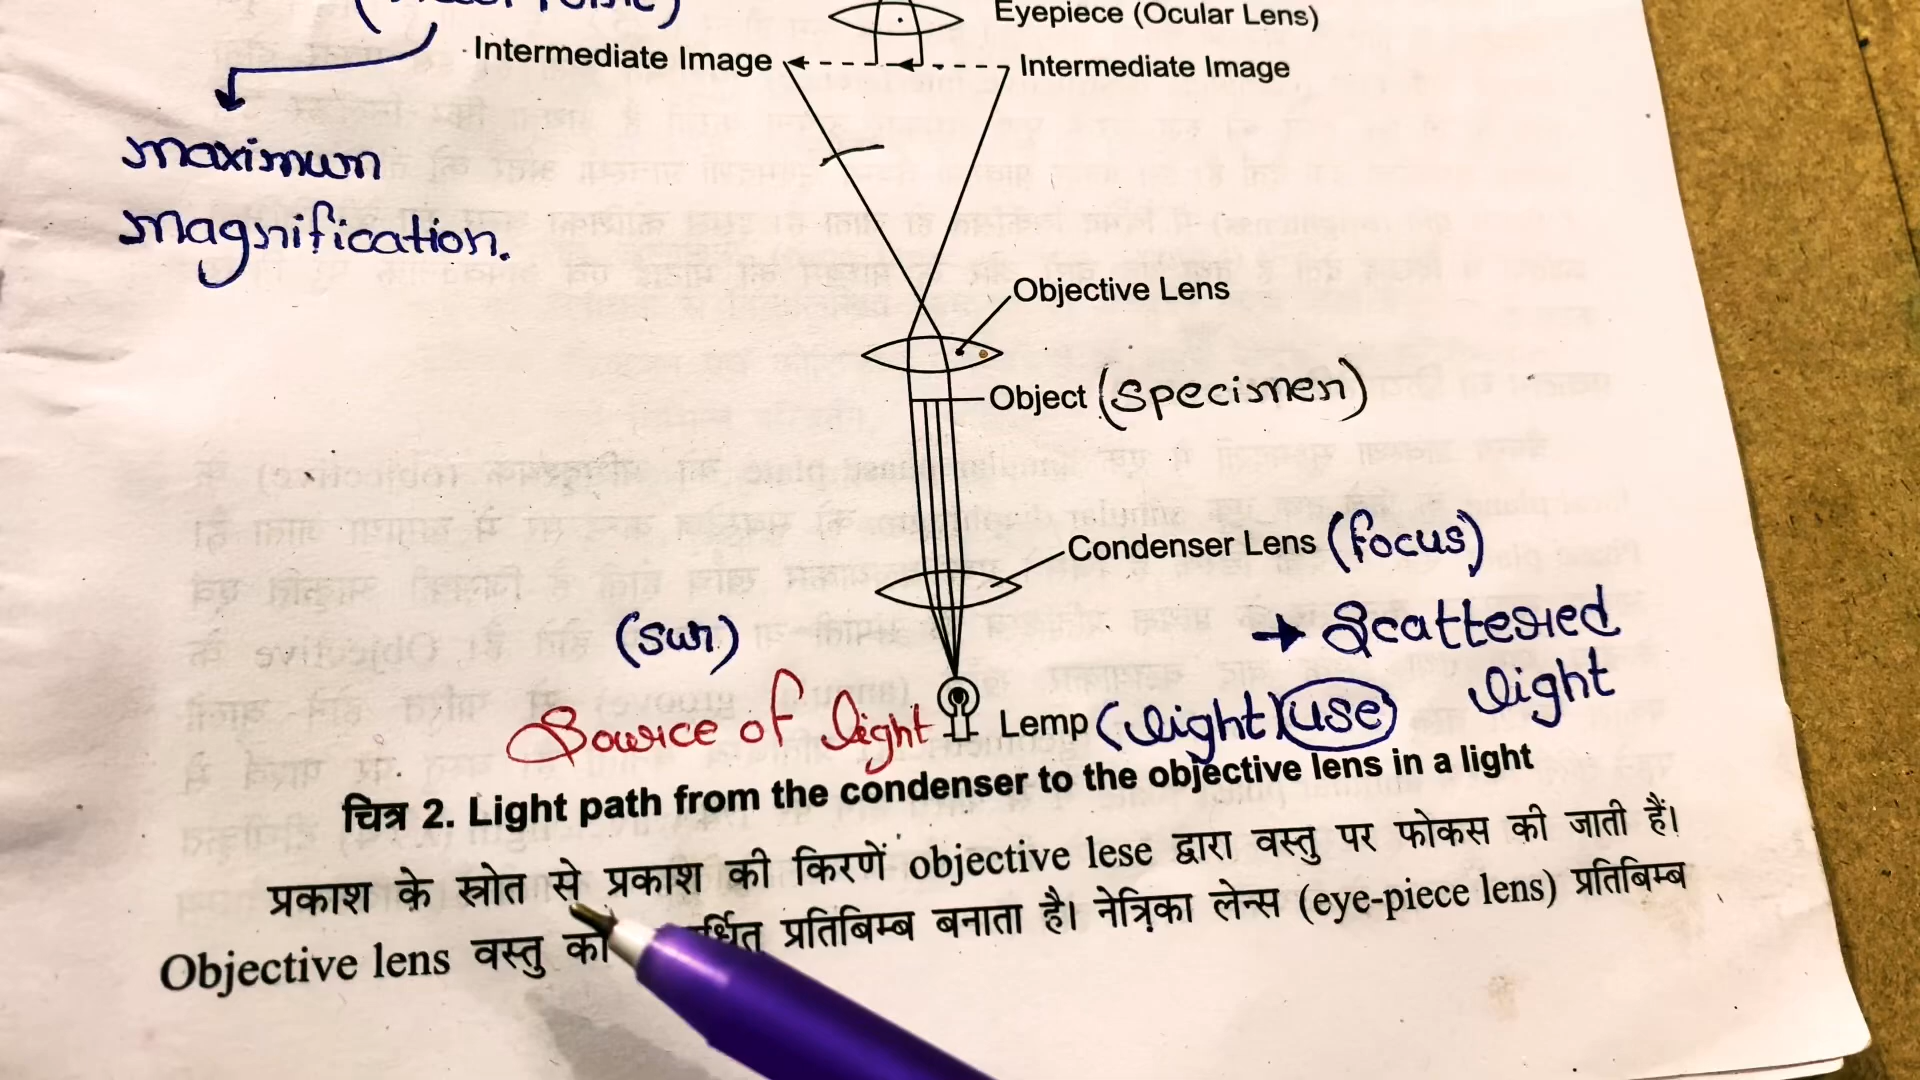 Eyepiece (Ocular Lens)
Intermediate Image
Intermediate Image
maximum
magnification.
Objective Lens
Object (specimen)
Condenser Lens (focus)
→ Scattered
light
(sun)
Source of light
Lemp (light) (use)
चित्र 2. Light path from the condenser to the objective lens in a light
प्रकाश के स्रोत से प्रकाश की किरणें objective lese द्वारा वस्तु पर फोकस की जाती हैं।
Objective lens वस्तु का प्रतिबिम्ब बनाता है। नेत्रिका लेन्स (eye-piece lens) प्रतिबिम्ब